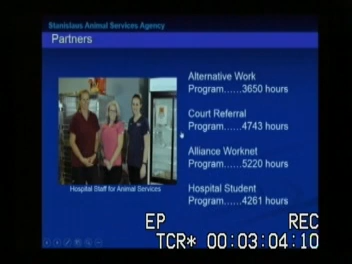 Stanislaus Animal Services Agency
Partners
Alternative Work
Program......3650 hours
Court Referral
Program......4743 hours
Alliance Worknet
Program......5220 hours
Hospital Student
Program......4261 hours
Hospital Staff for Animal Services
EP REC
TCR* 00:03:04:10